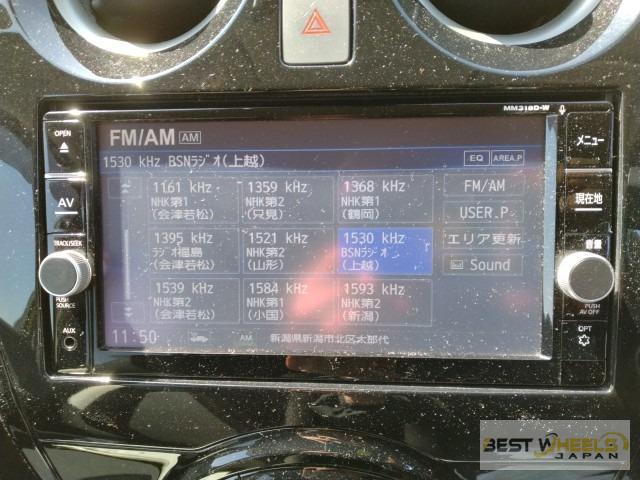 MM318D-W
OPEN
AV
TRACK/SEEK
PUSH SOURCE
AUX
FM/AM AM
1530 kHz BSNラジオ(上越)
EQ AREA.P
1161 kHz
NHK第1
(会津若松)
1359 kHz
NHK第2
(只見)
1368 kHz
NHK第1
(鶴岡)
FM/AM
USER.P
1395 kHz
ラジオ福島
(会津若松)
1521 kHz
NHK第2
(山形)
1530 kHz
BSNラジオ
(上越)
エリア更新
Sound
1539 kHz
NHK第2
(会津若松)
1584 kHz
NHK第1
(小国)
1593 kHz
NHK第2
(新潟)
11:50
AM
新潟県新潟市北区太郎代
メニュー
現在地
音量
PUSH
AV OFF
OPT
BEST WHEELS
JAPAN